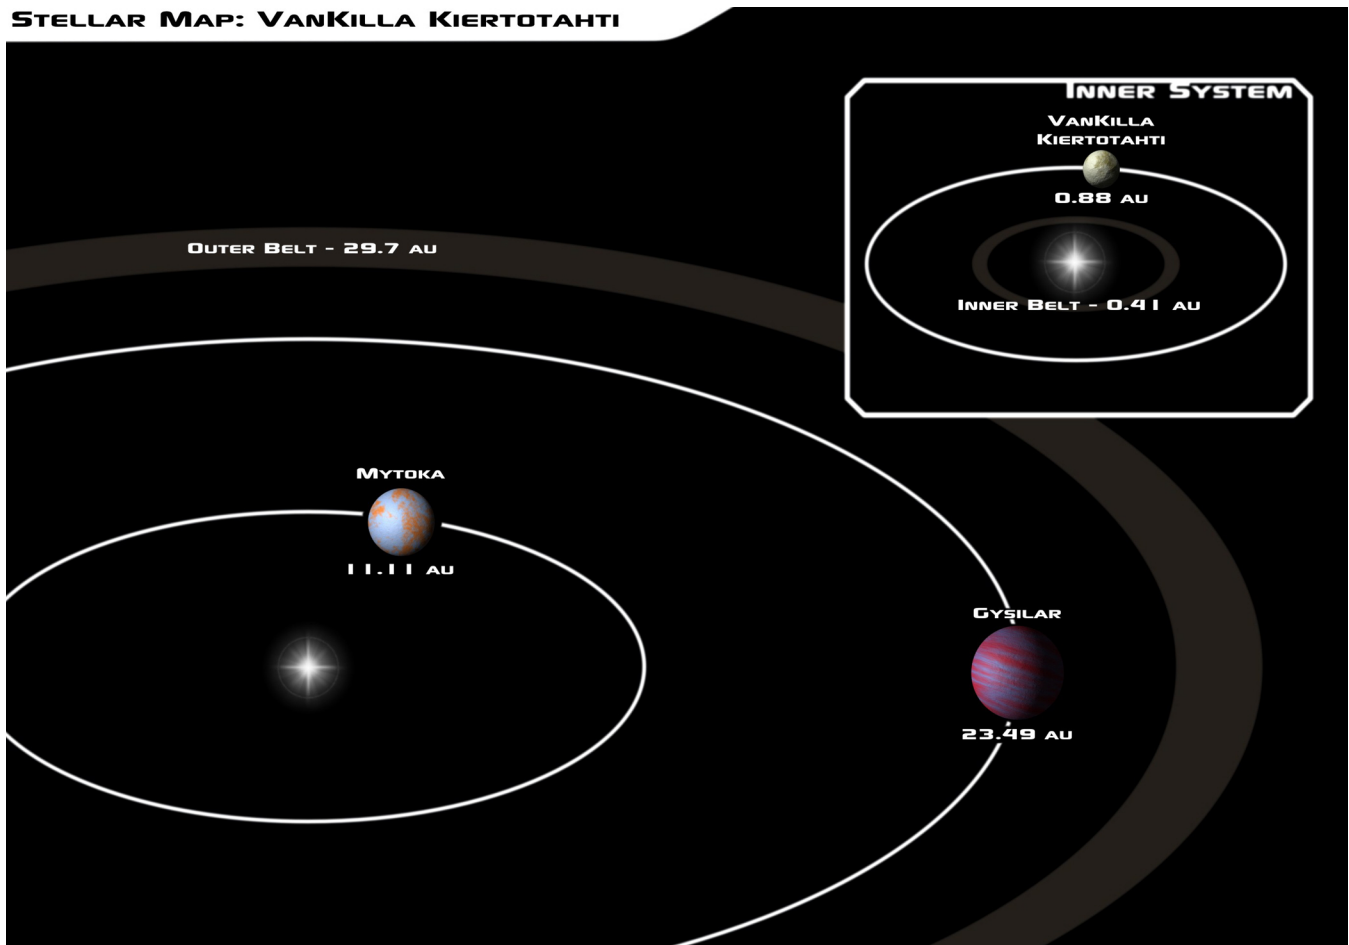 Stellar Map: VanKilla Kiertotahti
Inner System
VanKilla
Kiertotahti
0.88 AU
Inner Belt - 0.41 AU
Outer Belt - 29.7 AU
Mytoka
11.11 AU
Gysilar
23.49 AU